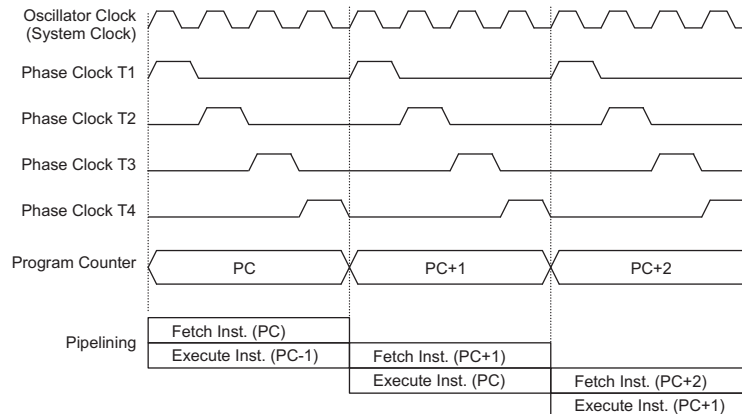 Oscillator Clock
(System Clock)
Phase Clock T1
Phase Clock T2
Phase Clock T3
Phase Clock T4
Program Counter
PC
PC+1
PC+2
Pipelining
Fetch Inst. (PC)
Execute Inst. (PC-1)
Fetch Inst. (PC+1)
Execute Inst. (PC)
Fetch Inst. (PC+2)
Execute Inst. (PC+1)